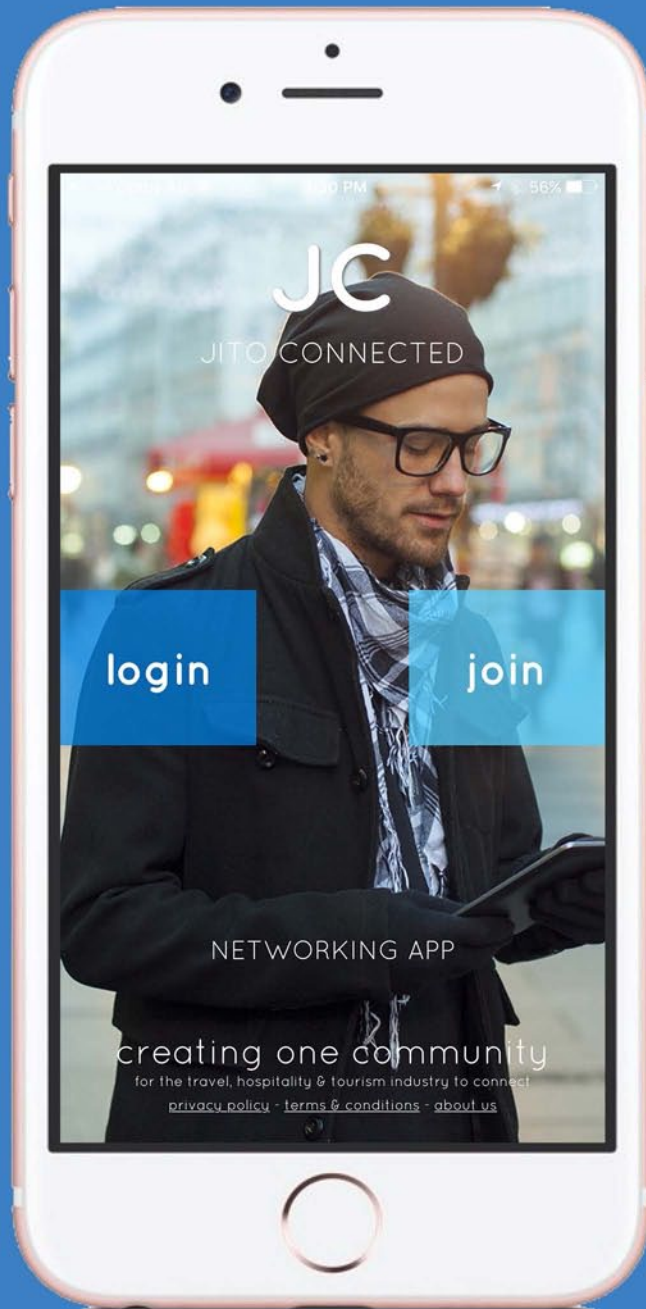 56%
JC
JITO CONNECTED
login
join
NETWORKING APP
creating one community
for the travel, hospitality & tourism industry to connect
privacy policy - terms & conditions - about us